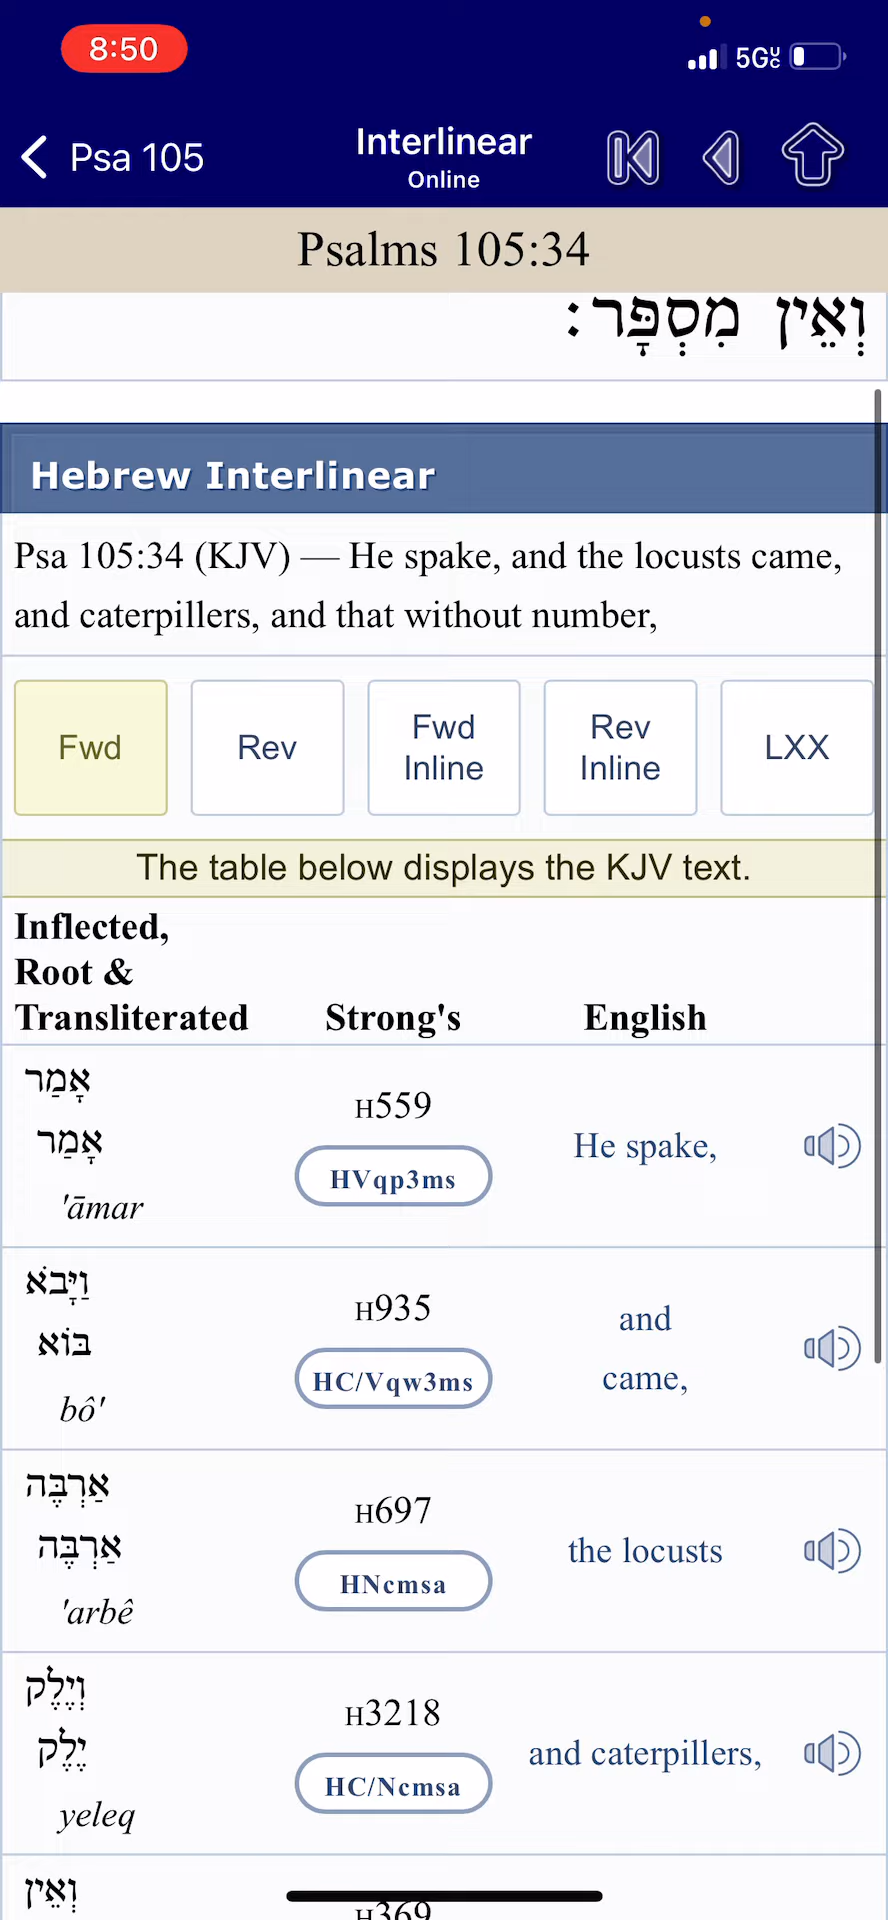 8:50
5G
Psa 105
Interlinear
Online
Psalms 105:34
וְאֵין מִסְפָּר׃
Hebrew Interlinear
Psa 105:34 (KJV) — He spake, and the locusts came,
and caterpillers, and that without number,
Fwd
Rev
Fwd
Inline
Rev
Inline
LXX
The table below displays the KJV text.
Inflected,
Root &
Transliterated
Strong's
English
אָמַר
אָמַר
'āmar
H559
HVqp3ms
He spake,
וַיָּבֹא
בּוֹא
bô'
H935
HC/Vqw3ms
and
came,
אַרְבֶּה
אַרְבֶּה
'arbê
H697
HNcmsa
the locusts
וְיֶלֶק
יֶלֶק
yeleq
H3218
HC/Ncmsa
and caterpillers,
וְאֵין
H369